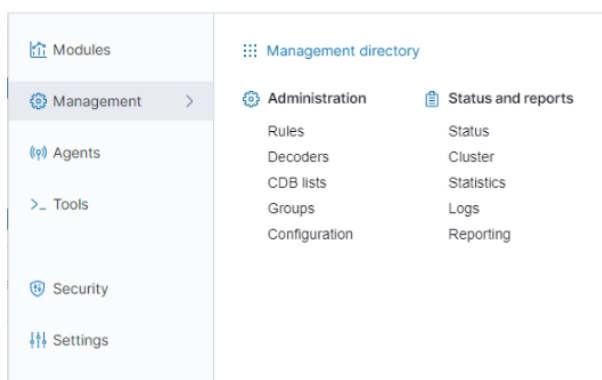 Modules
Management
Agents
>_ Tools
Security
Settings
Management directory
Administration
Rules
Decoders
CDB lists
Groups
Configuration
Status and reports
Status
Cluster
Statistics
Logs
Reporting